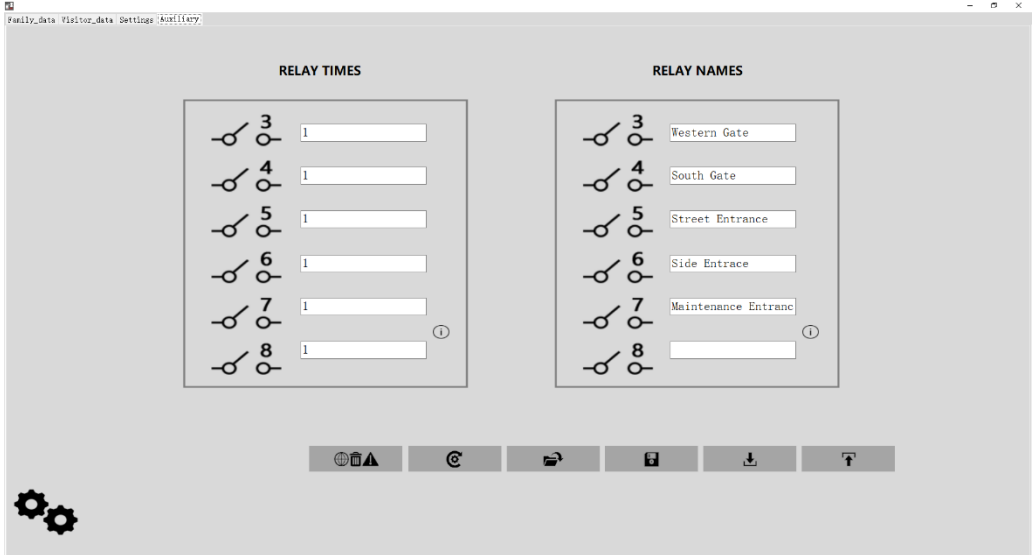 Family_data Visitor_data Settings Auxiliary
RELAY TIMES
3 1
4 1
5 1
6 1
7 1
8 1
RELAY NAMES
3 Western Gate
4 South Gate
5 Street Entrance
6 Side Entrace
7 Maintenance Entranc
8